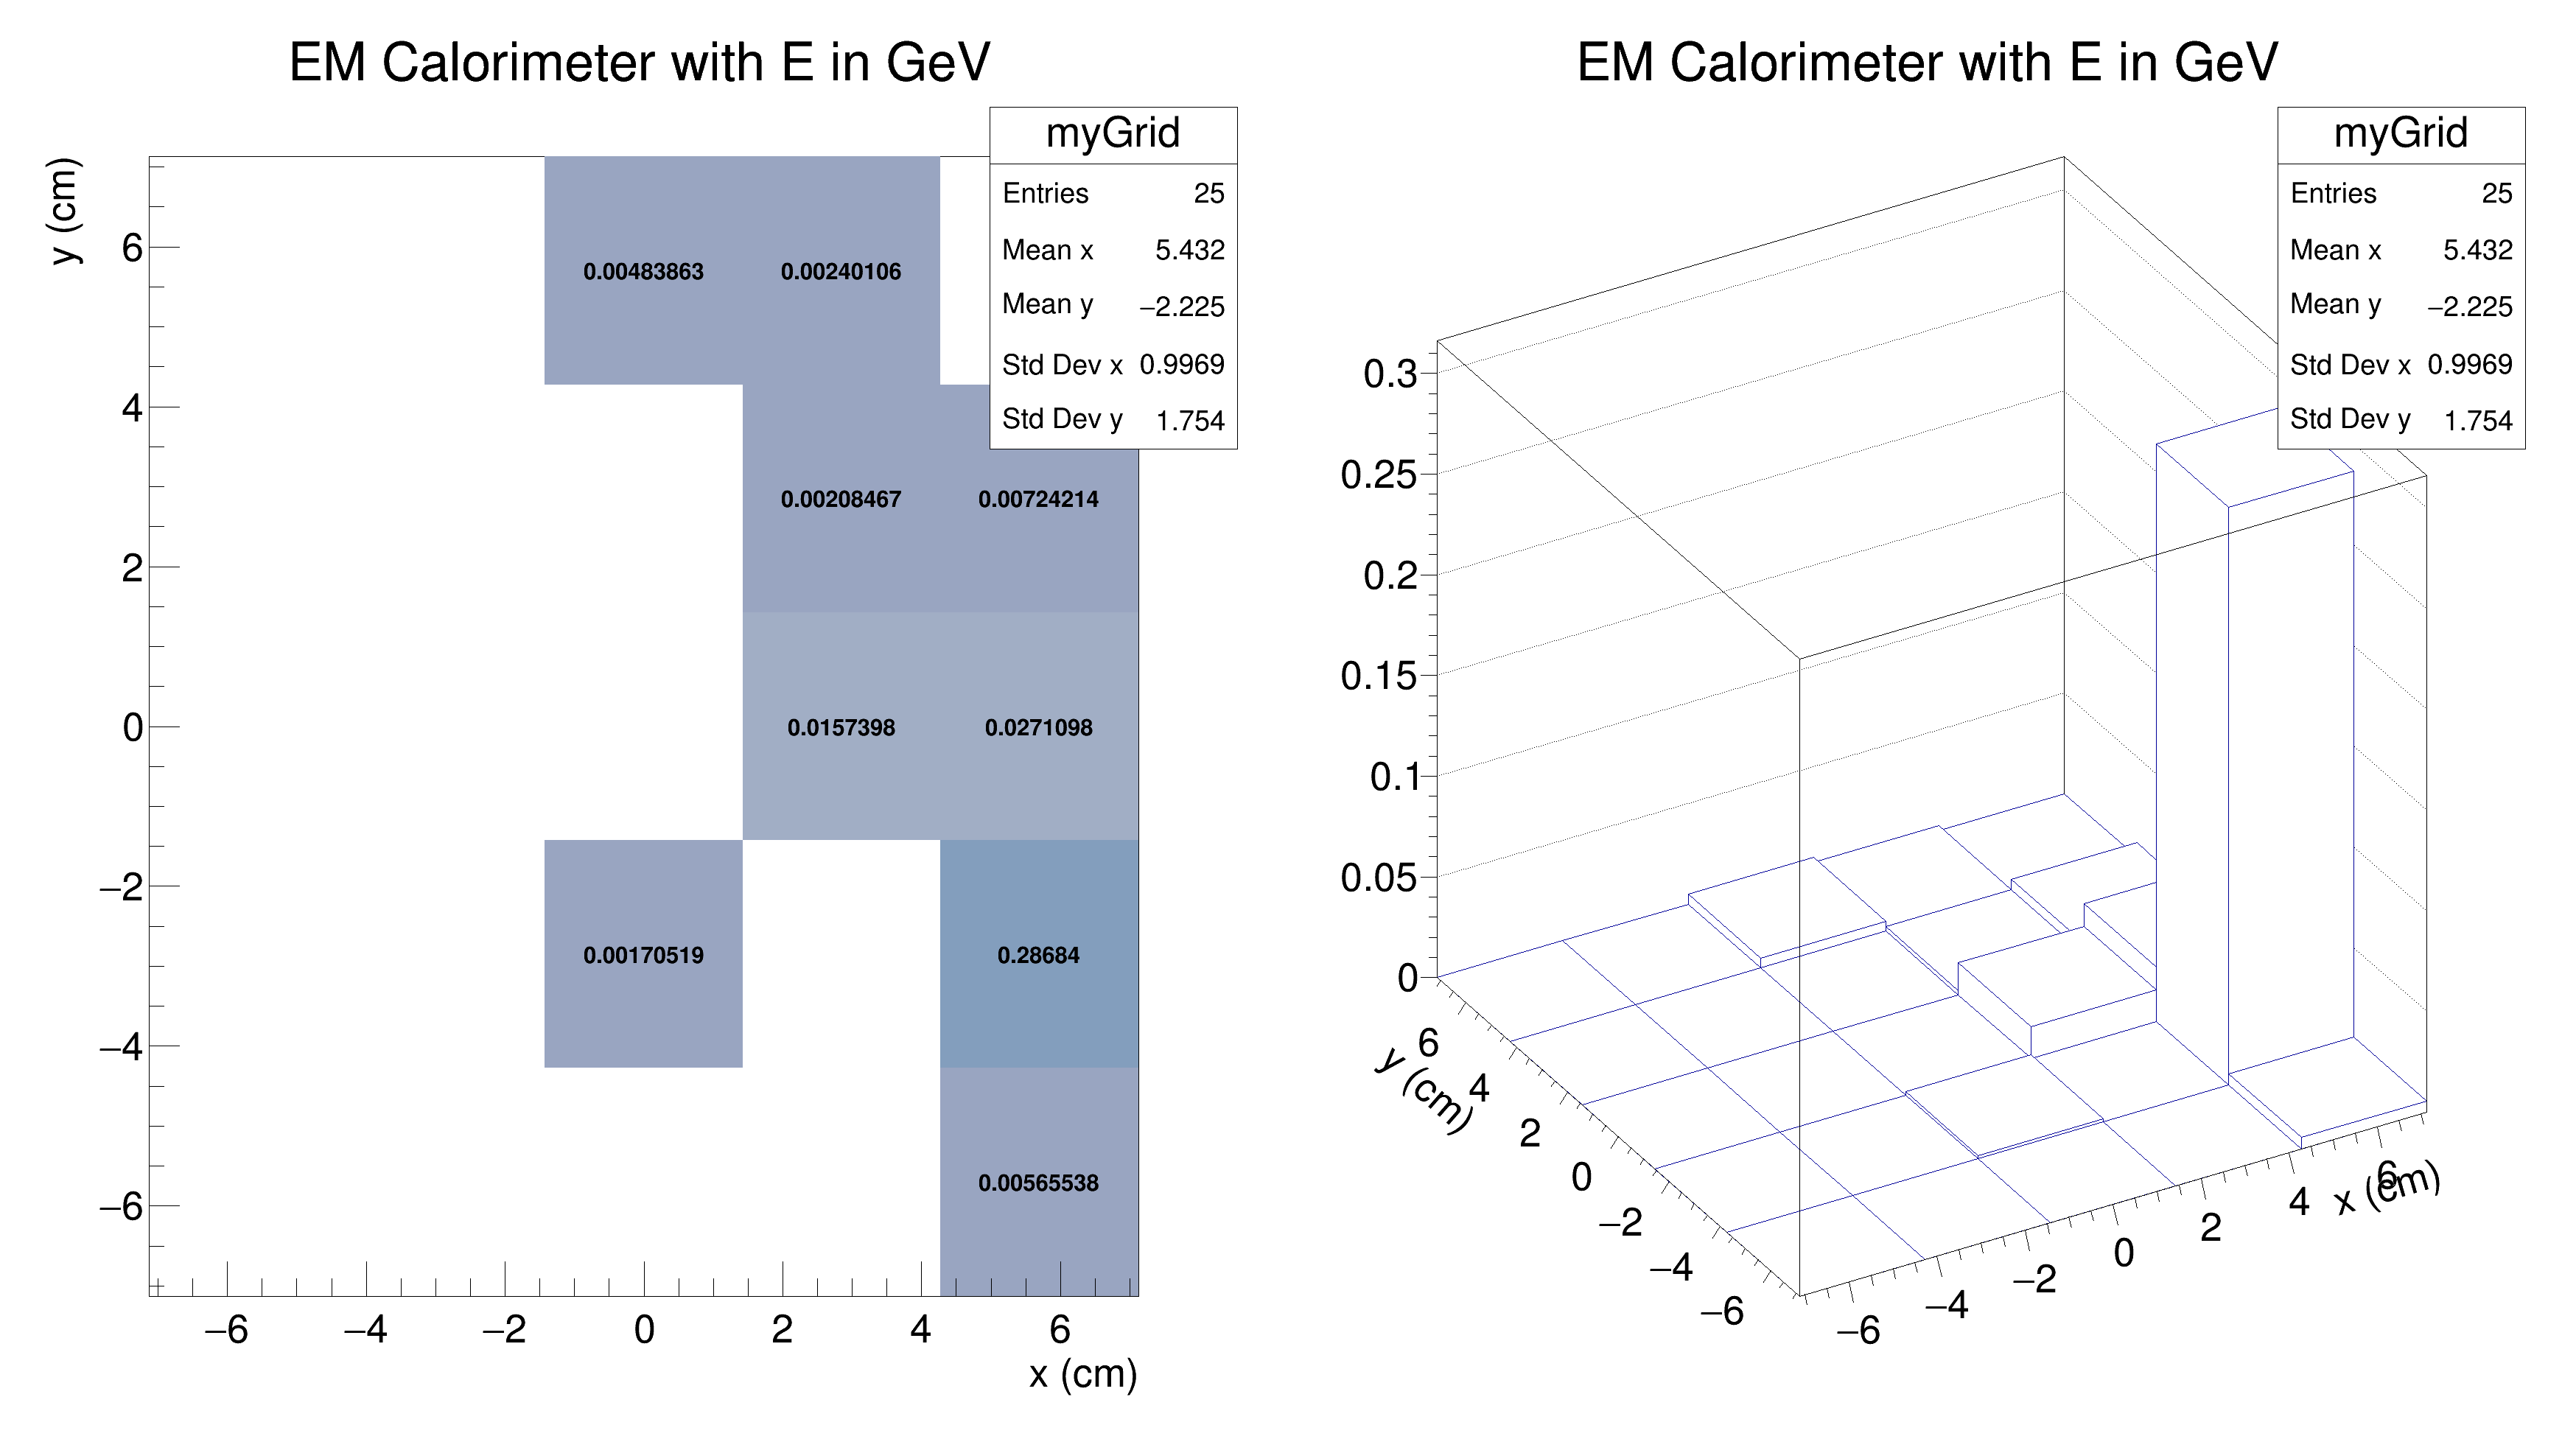 EM Calorimeter with E in GeV
myGrid
Entries 25
Mean x 5.432
Mean y −2.225
Std Dev x 0.9969
Std Dev y 1.754
y (cm)
6
4
2
0
−2
−4
−6
0.00483863 0.00240106
0.00208467 0.00724214
0.0157398 0.0271098
0.00170519 0.28684
0.00565538
−6 −4 −2 0 2 4 6
x (cm)
EM Calorimeter with E in GeV
myGrid
Entries 25
Mean x 5.432
Mean y −2.225
Std Dev x 0.9969
Std Dev y 1.754
0.3
0.25
0.2
0.15
0.1
0.05
0
6
4
2
0
−2
−4
−6
y (cm)
−6
−4
−2
0
2
4
6
x (cm)